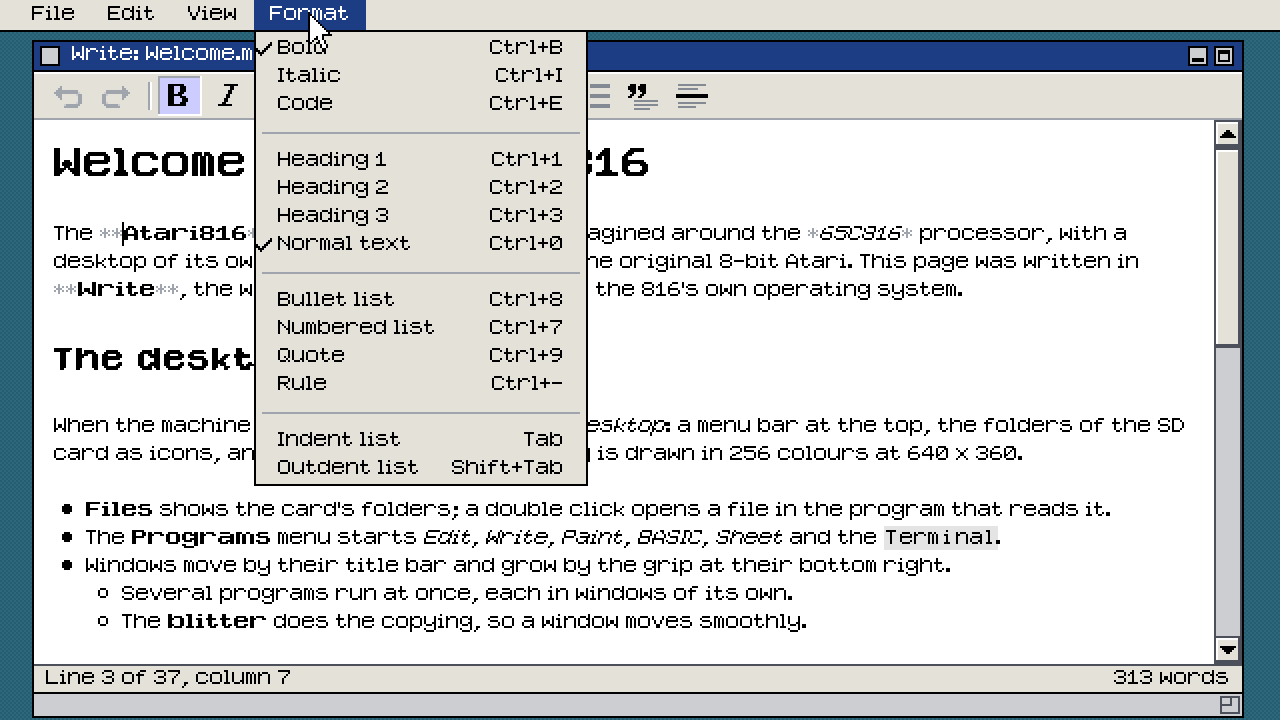 File Edit View Format
Write: Welcome.m
B I
Bold Ctrl+B
Italic Ctrl+I
Code Ctrl+E
Heading 1 Ctrl+1
Heading 2 Ctrl+2
Heading 3 Ctrl+3
Normal text Ctrl+0
Bullet list Ctrl+8
Numbered list Ctrl+7
Quote Ctrl+9
Rule Ctrl+-
Indent list Tab
Outdent list Shift+Tab
Welcome 816
The **Atari816* agined around the *65C816* processor, with a
desktop of its ow he original 8-bit Atari. This page was written in
**Write**, the w the 816's own operating system.
The deskt
When the machine esktop: a menu bar at the top, the folders of the SD
card as icons, an is drawn in 256 colours at 640 x 360.
● Files shows the card's folders; a double click opens a file in the program that reads it.
● The Programs menu starts Edit, Write, Paint, BASIC, Sheet and the Terminal.
● Windows move by their title bar and grow by the grip at their bottom right.
○ Several programs run at once, each in windows of its own.
○ The blitter does the copying, so a window moves smoothly.
Line 3 of 37, column 7 313 words